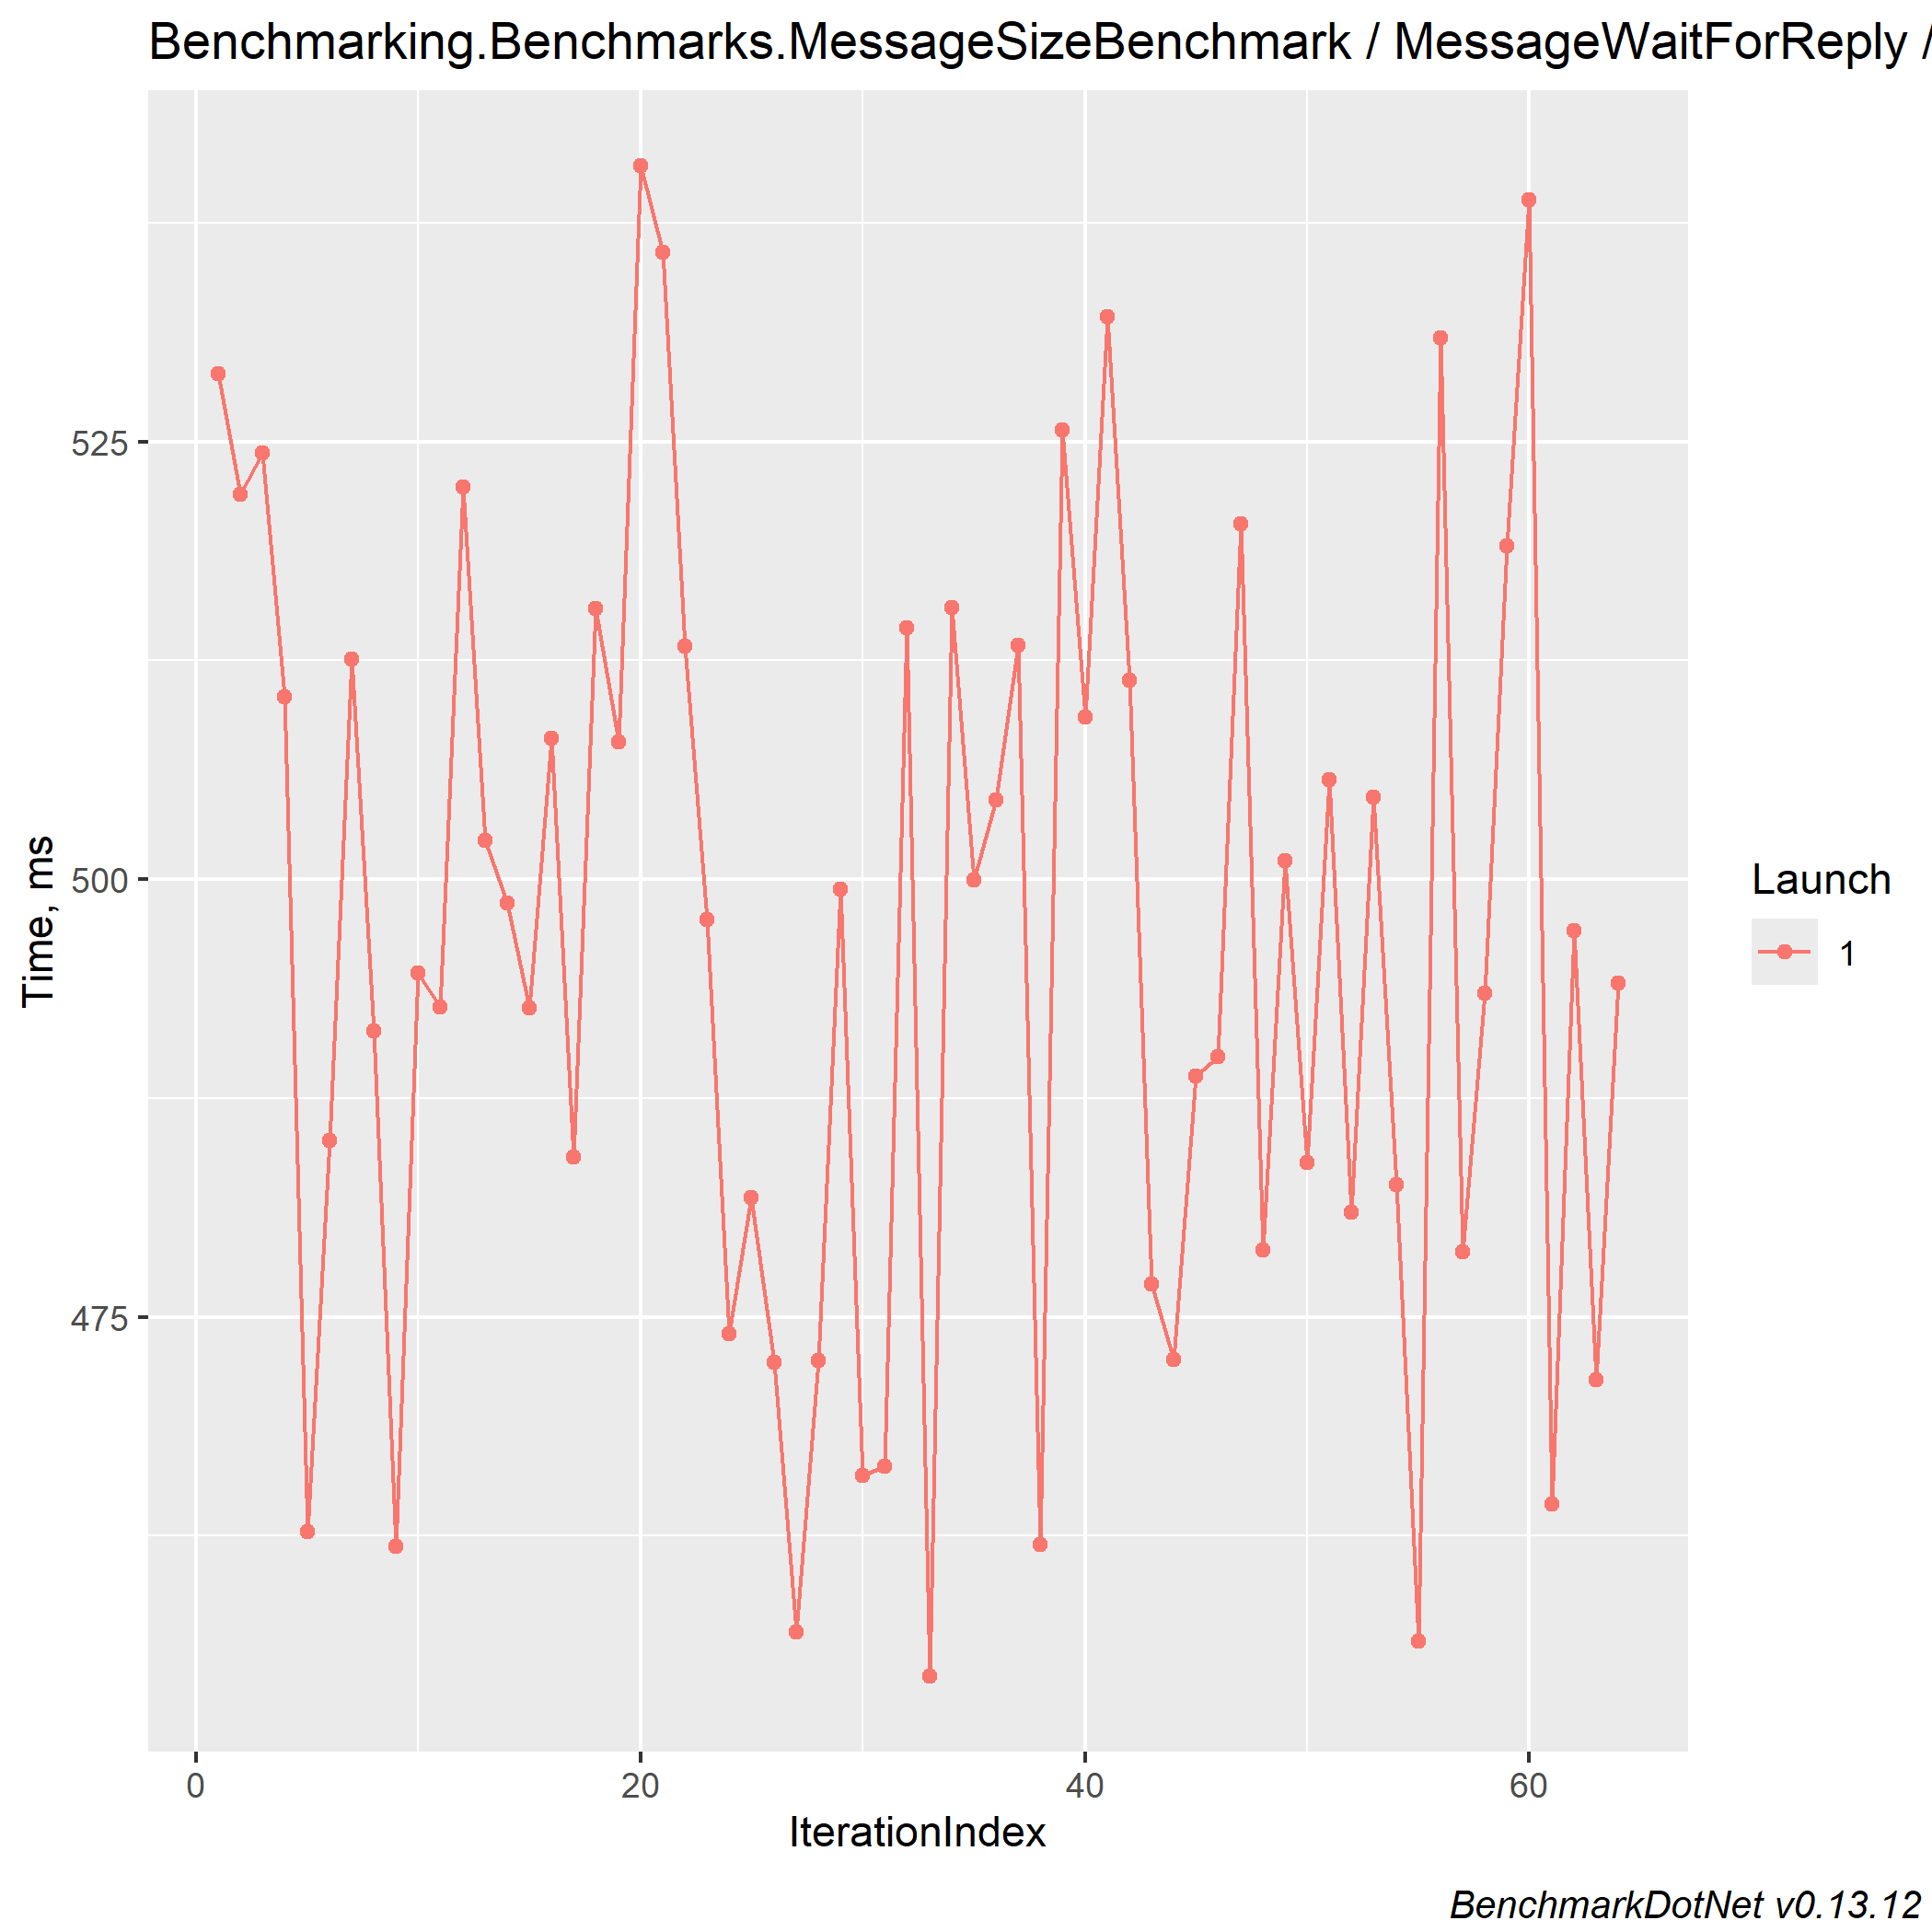 Benchmarking.Benchmarks.MessageSizeBenchmark / MessageWaitForReply /
525
500
475
Time, ms
0 20 40 60
IterationIndex
Launch
1
BenchmarkDotNet v0.13.12